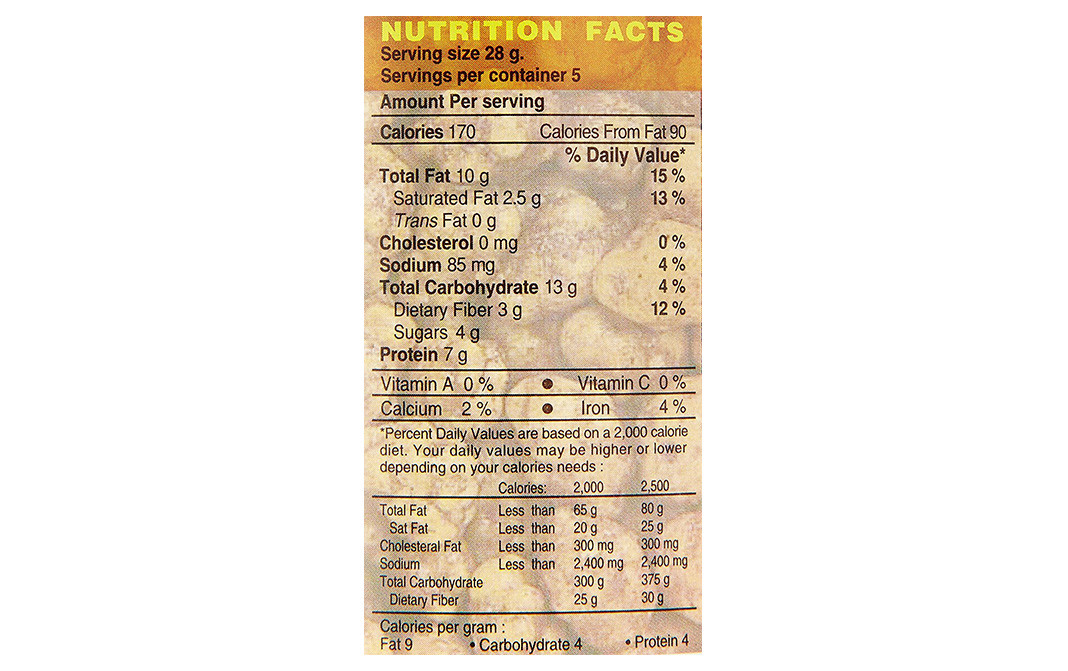 NUTRITION FACTS
Serving size 28 g.
Servings per container 5
Amount Per serving
Calories 170 Calories From Fat 90
% Daily Value*
Total Fat 10 g 15 %
Saturated Fat 2.5 g 13 %
Trans Fat 0 g
Cholesterol 0 mg 0 %
Sodium 85 mg 4 %
Total Carbohydrate 13 g 4 %
Dietary Fiber 3 g 12 %
Sugars 4 g
Protein 7 g
Vitamin A 0 % ● Vitamin C 0 %
Calcium 2 % ● Iron 4 %
*Percent Daily Values are based on a 2,000 calorie
diet. Your daily values may be higher or lower
depending on your calories needs :
Calories: 2,000 2,500
Total Fat Less than 65 g 80 g
Sat Fat Less than 20 g 25 g
Cholesteral Fat Less than 300 mg 300 mg
Sodium Less than 2,400 mg 2,400 mg
Total Carbohydrate 300 g 375 g
Dietary Fiber 25 g 30 g
Calories per gram :
Fat 9 • Carbohydrate 4 • Protein 4